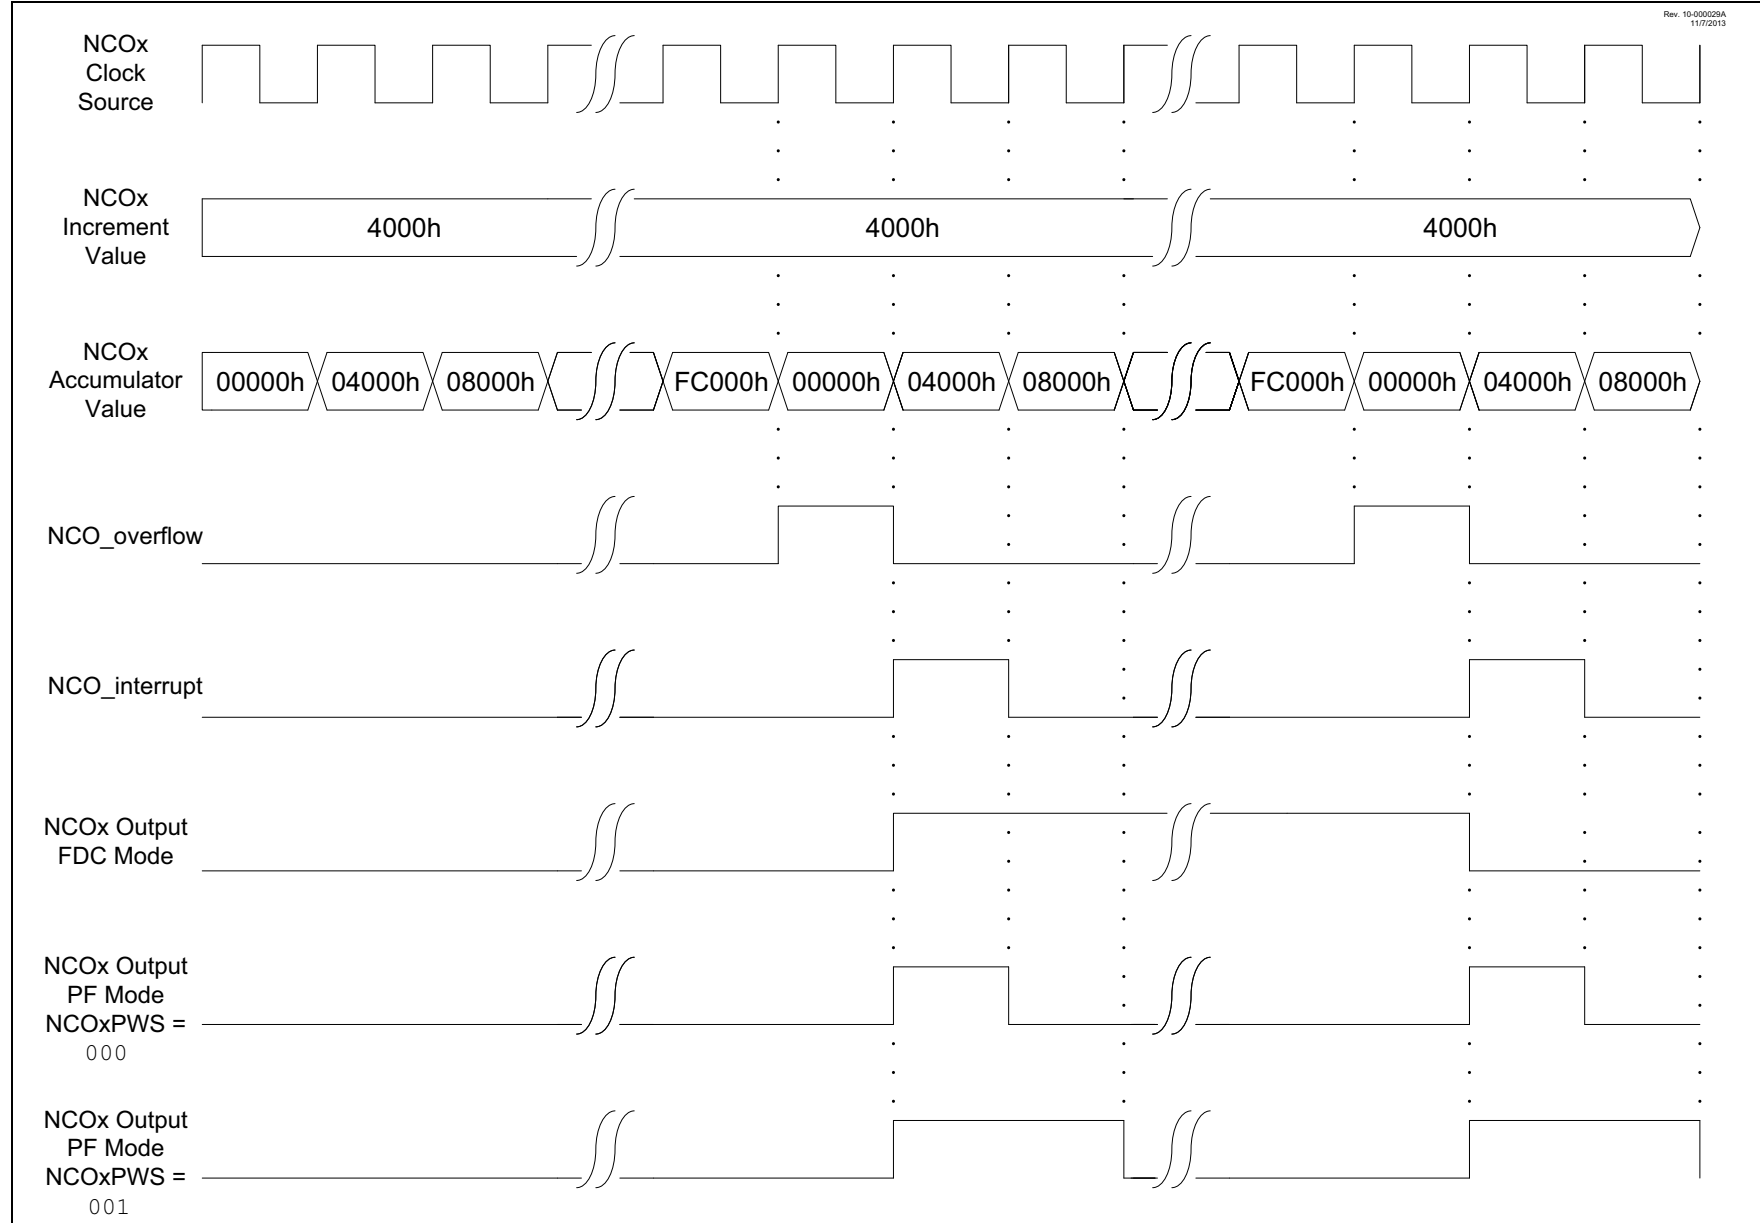 Rev. 10-000029A
11/7/2013
NCOx
Clock
Source
NCOx
Increment
Value
4000h 4000h 4000h
NCOx
Accumulator
Value
00000h 04000h 08000h FC000h 00000h 04000h 08000h FC000h 00000h 04000h 08000h
NCO_overflow
NCO_interrupt
NCOx Output
FDC Mode
NCOx Output
PF Mode
NCOxPWS =
000
NCOx Output
PF Mode
NCOxPWS =
001